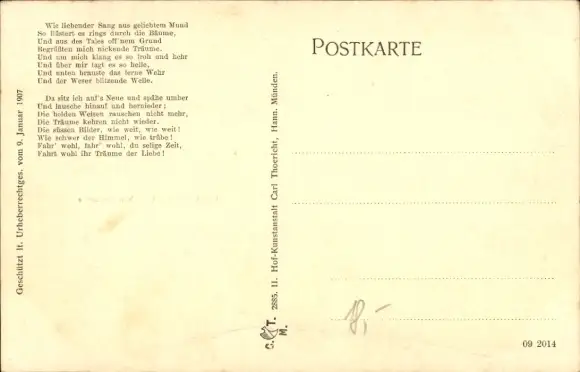 Wie liebender Sang aus geliebtem Mund
So flüstert es rings durch die Bäume,
Und aus des Tales off'nem Grund
Begrüßten mich nickende Träume.
Und um mich klang es so froh und hehr
Und über mir tagt es so helle,
Und unten brauste das ferne Wehr
Und der Weser blitzende Welle.
Da sitz ich auf's Neue und spähe umher
Und lausche hinauf und hernieder;
Die holden Weisen rauschen nicht mehr,
Die Träume kehren nicht wieder.
Die süssen Bilder, wie weit, wie weit!
Wie schwer der Himmel, wie trübe!
Fahr' wohl, fahr' wohl, du selige Zeit,
Fahrt wohl ihr Träume der Liebe!
Geschützt lt. Urheberrechtges. vom 9. Januar 1907
C. T. M.
2885. II. Hof-Kunstanstalt Carl Thoericht, Hann. Münden.
POSTKARTE
8,-
09 2014